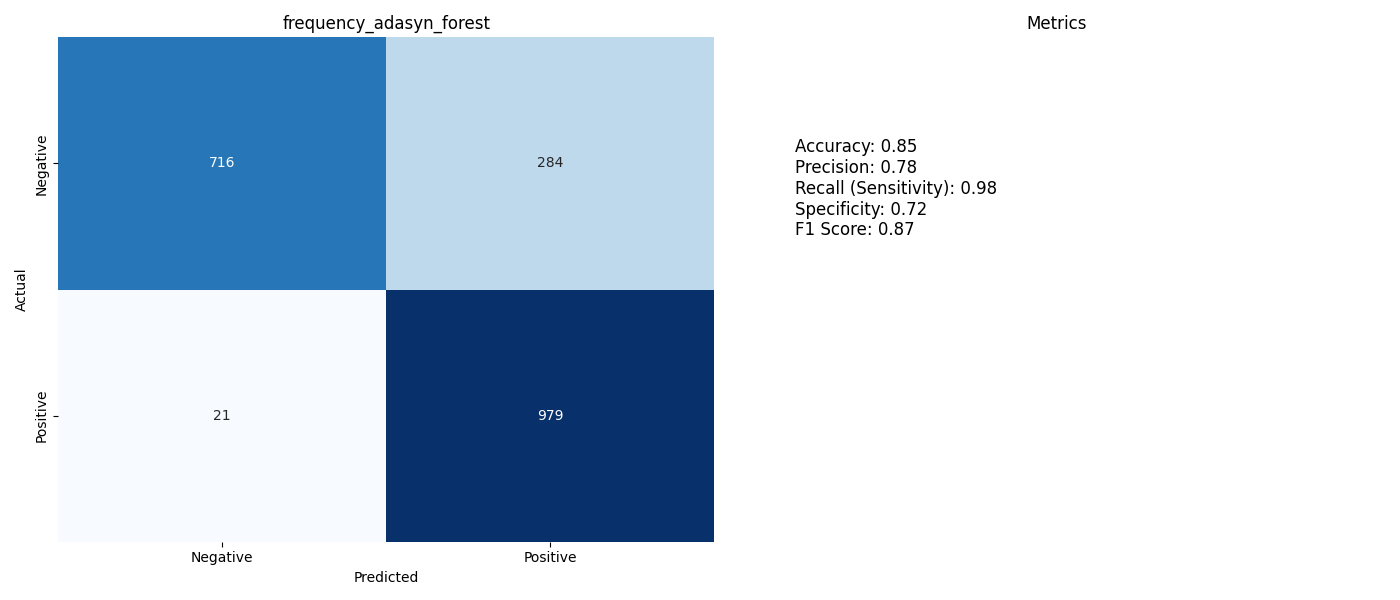 frequency_adasyn_forest
Negative
716
284
Actual
Positive
21
979
Negative
Positive
Predicted
Metrics
Accuracy: 0.85
Precision: 0.78
Recall (Sensitivity): 0.98
Specificity: 0.72
F1 Score: 0.87